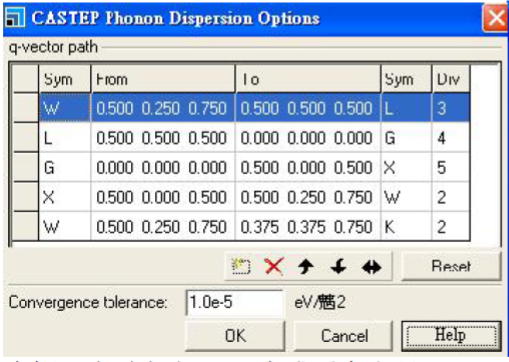 CASTEP Phonon Dispersion Options
q-vector path
Sym From To Sym Div
W 0.500 0.250 0.750 0.500 0.500 0.500 L 3
L 0.500 0.500 0.500 0.000 0.000 0.000 G 4
G 0.000 0.000 0.000 0.500 0.000 0.500 X 5
X 0.500 0.000 0.500 0.500 0.250 0.750 W 2
W 0.500 0.250 0.750 0.375 0.375 0.750 K 2
Reset
Convergence tolerance: 1.0e-5
OK Cancel Help